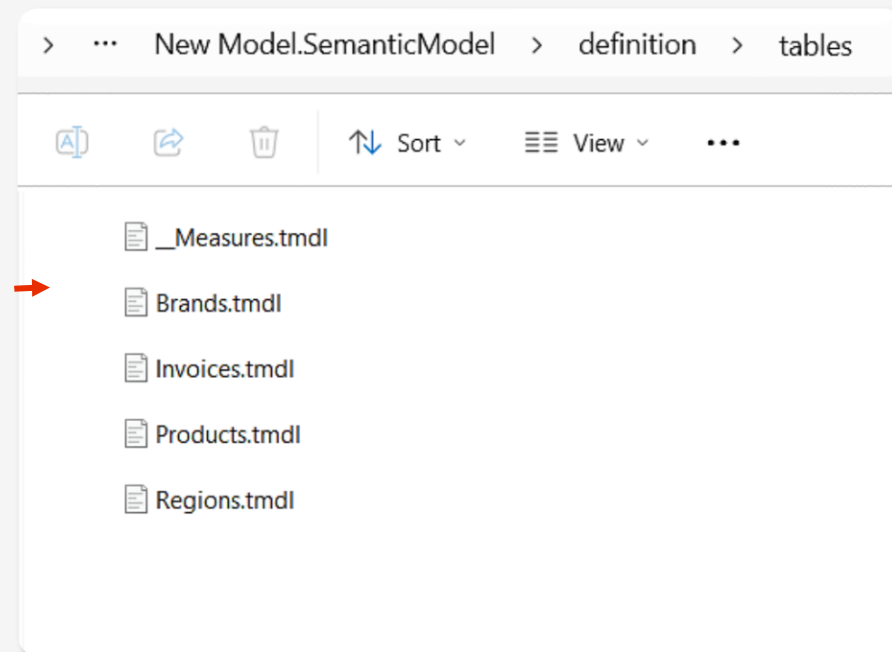 > ... New Model.SemanticModel > definition > tables
Sort View ...
__Measures.tmdl
Brands.tmdl
Invoices.tmdl
Products.tmdl
Regions.tmdl